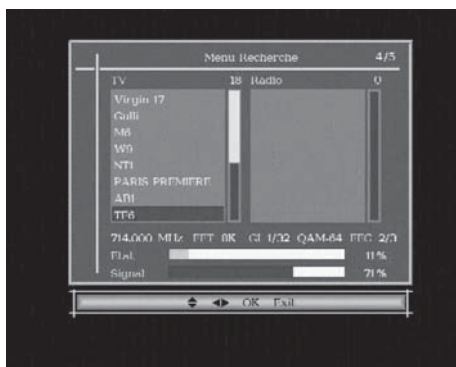 Menu Recherche 4/5
TV 18 Radio 0
Virgin 17
Gulli
M6
W9
NT1
PARIS PREMIERE
AB1
TF6
714.000 MHz FFT 8K GI 1/32 QAM-64 FEC 2/3
Etat 11%
Signal 71%
OK Exit